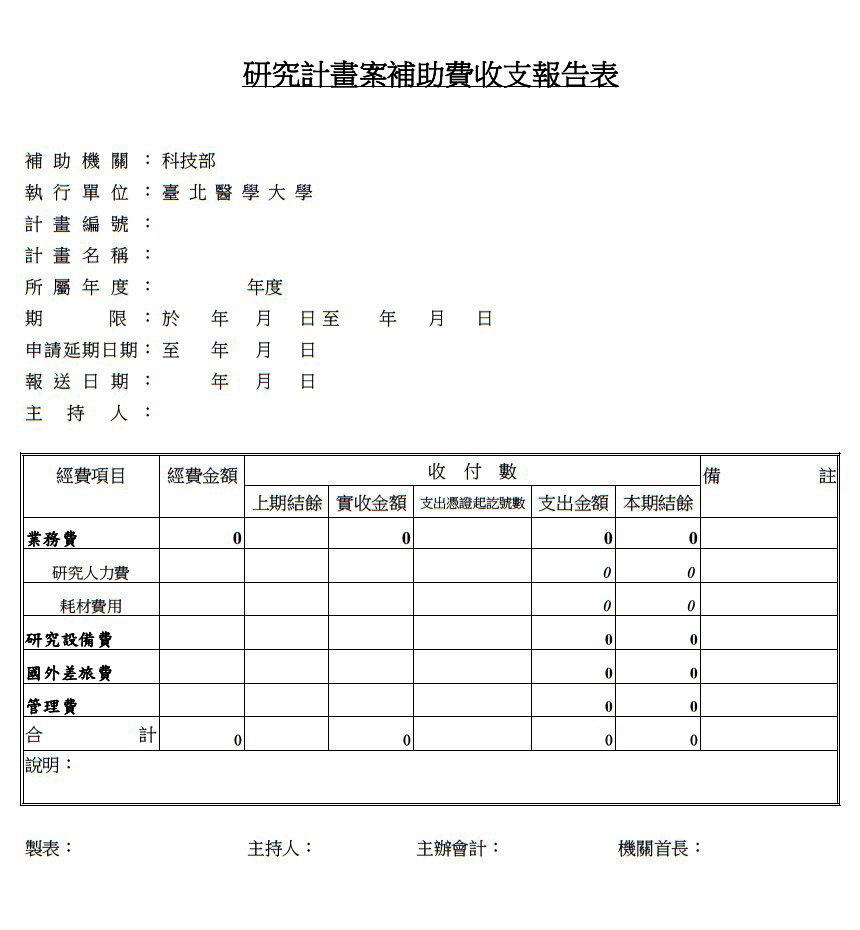 研究計畫案補助費收支報告表
補 助 機 關 : 科技部
執 行 單 位 : 臺 北 醫 學 大 學
計 畫 編 號 :
計 畫 名 稱 :
所 屬 年 度 : 年度
期 限 : 於 年 月 日 至 年 月 日
申請延期日期 : 至 年 月 日
報 送 日 期 : 年 月 日
主 持 人 :
經費項目 經費金額 收 付 數 備 註
上期結餘 實收金額 支出憑證起訖號數 支出金額 本期結餘
業務費 0 0 0 0
研究人力費 0 0
耗材費用 0 0
研究設備費 0 0
國外差旅費 0 0
管理費 0 0
合 計 0 0 0 0
說明：
製表： 主持人： 主辦會計： 機關首長：